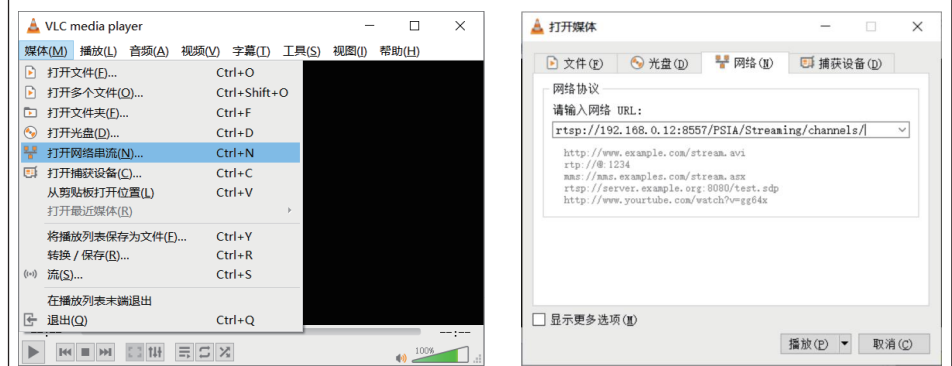 VLC media player
媒体(M) 播放(L) 音频(A) 视频(V) 字幕(T) 工具(S) 视图(I) 帮助(H)
打开文件(F)... Ctrl+O
打开多个文件(O)... Ctrl+Shift+O
打开文件夹(F)... Ctrl+F
打开光盘(D)... Ctrl+D
打开网络串流(N)... Ctrl+N
打开捕获设备(C)... Ctrl+C
从剪贴板打开位置(L) Ctrl+V
打开最近媒体(R)
将播放列表保存为文件(F)... Ctrl+Y
转换 / 保存(R)... Ctrl+R
流(S)... Ctrl+S
在播放列表末端退出
退出(Q) Ctrl+Q
--:-- --:--
100%
打开媒体
文件(F) 光盘(D) 网络(N) 捕获设备(D)
网络协议
请输入网络 URL:
rtsp://192.168.0.12:8557/PSIA/Streaming/channels/
http://www.example.com/stream.avi
rtp://@:1234
mms://mms.examples.com/stream.asx
rtsp://server.example.org:8080/test.sdp
http://www.yourtube.com/watch?v=gg64x
显示更多选项(M)
播放(P) 取消(C)